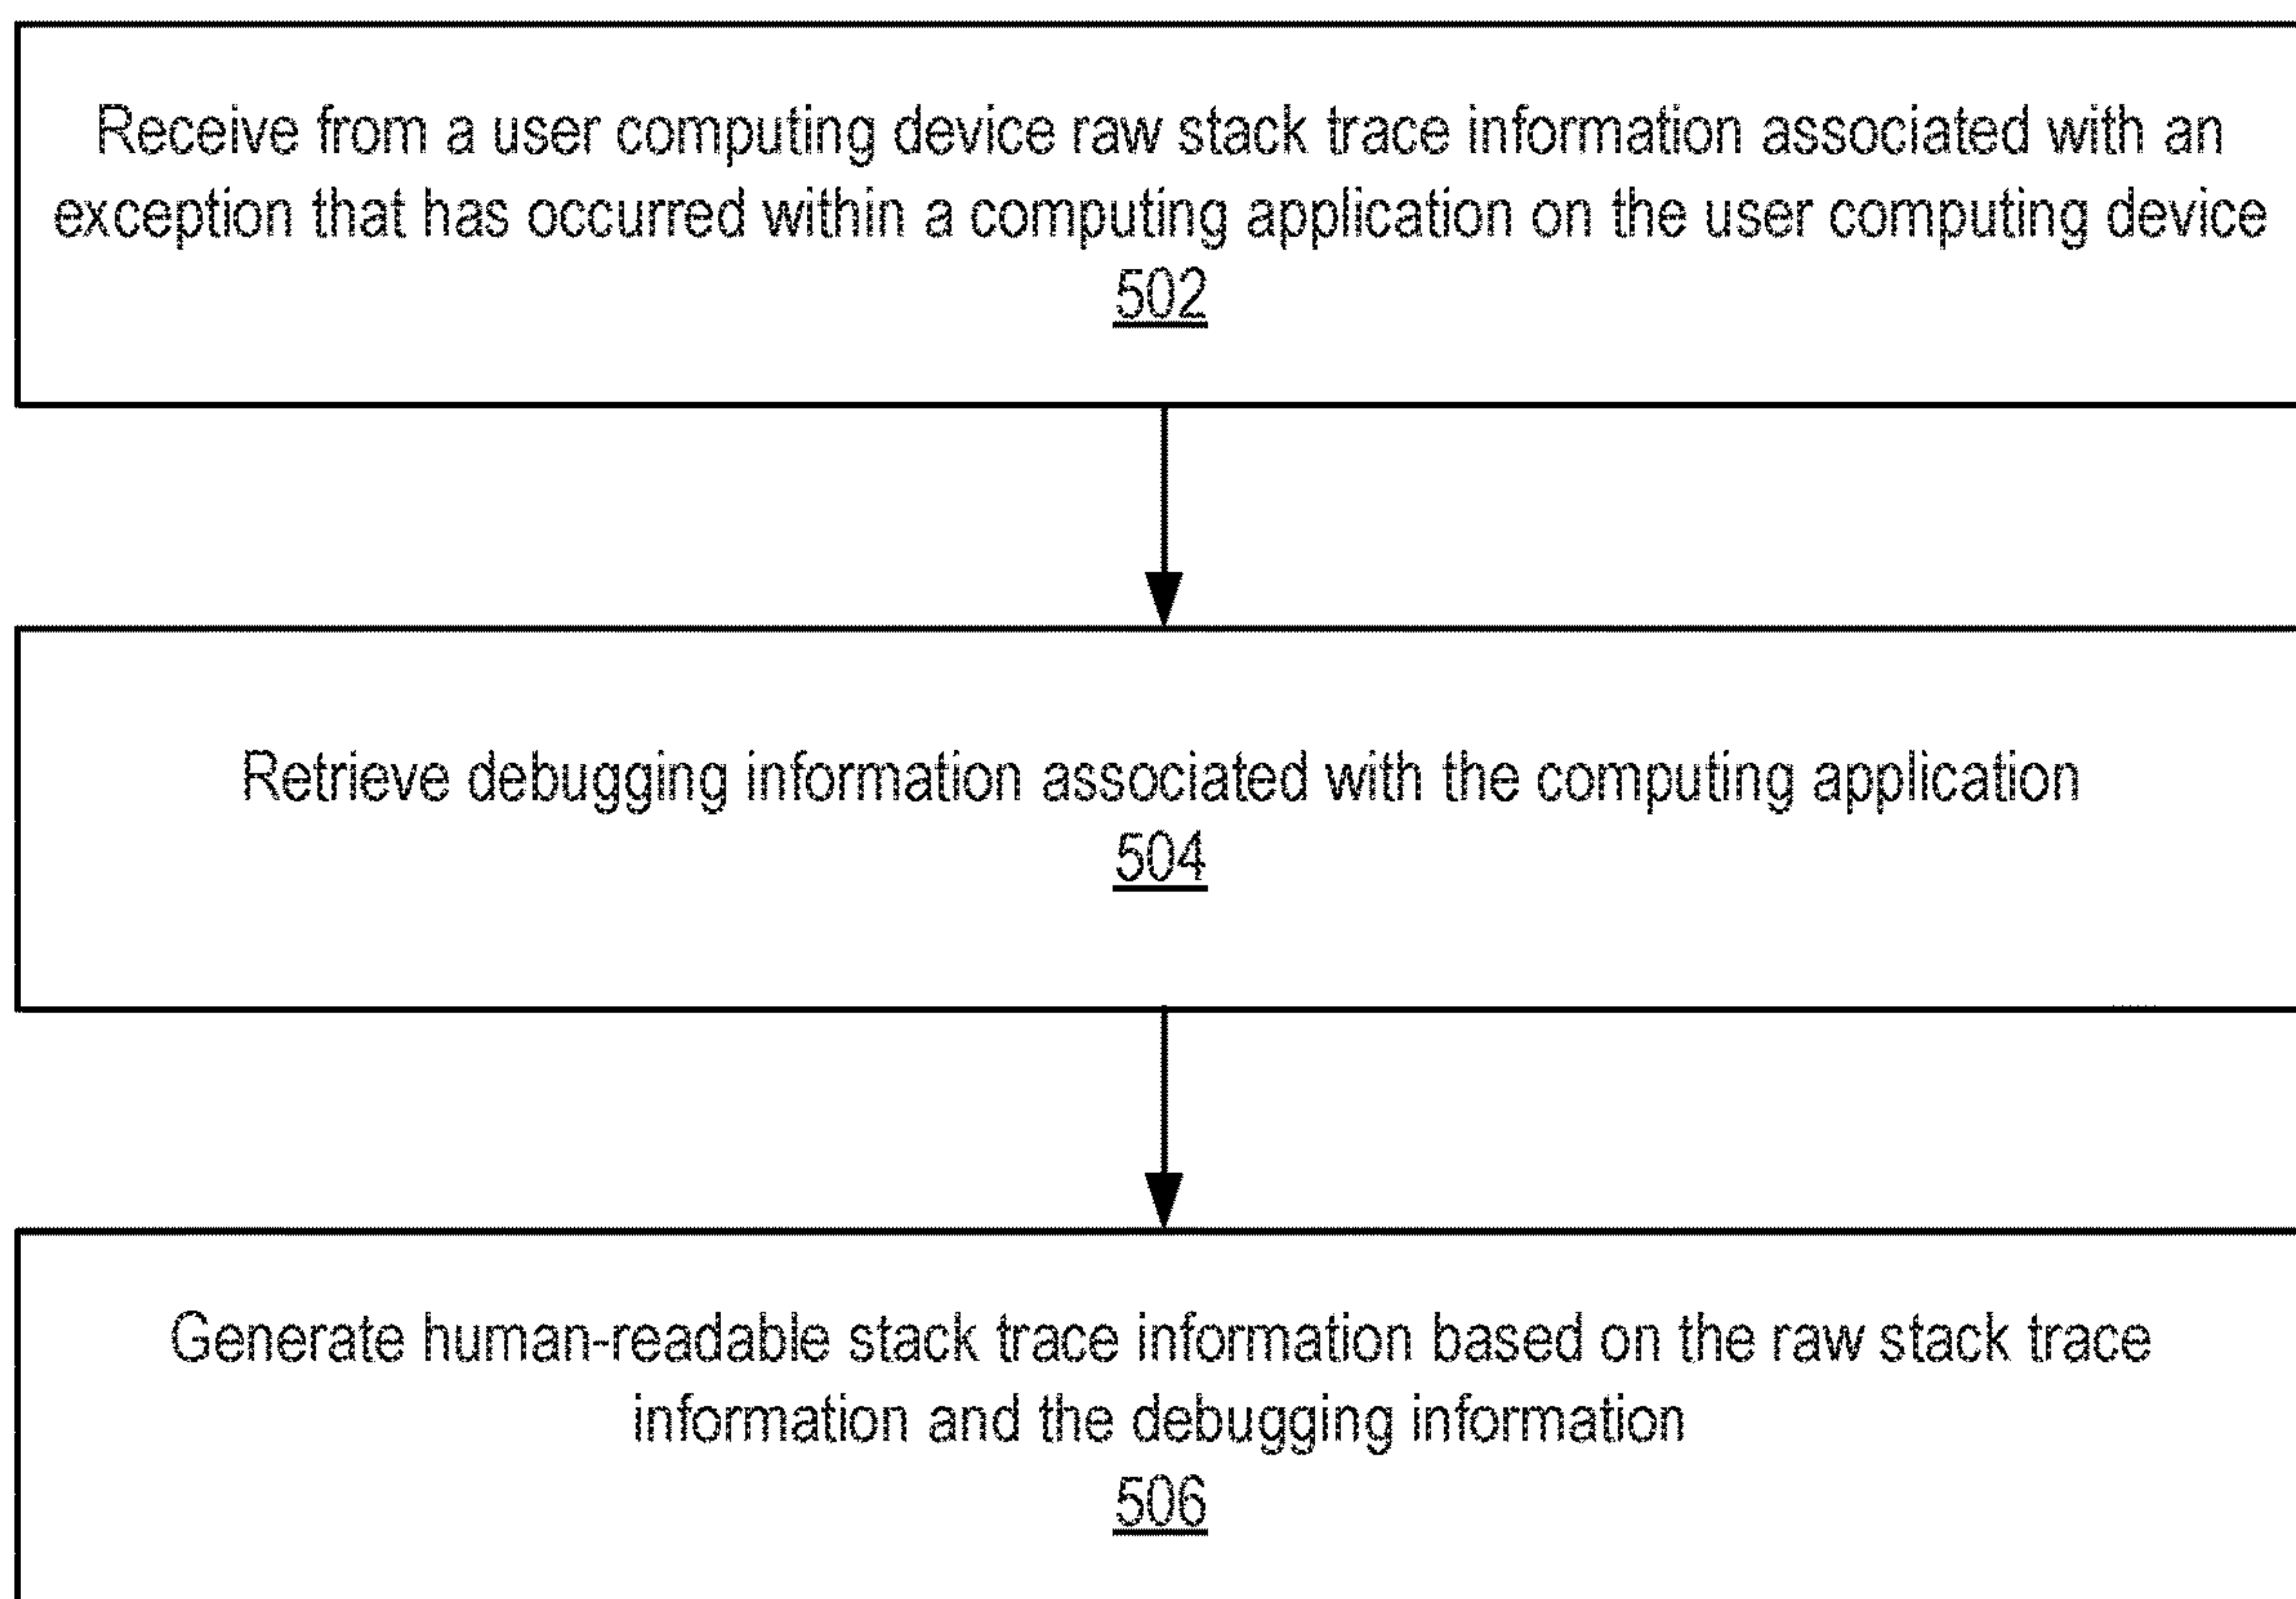 Receive from a user computing device raw stack trace information associated with an
exception that has occurred within a computing application on the user computing device
502
Retrieve debugging information associated with the computing application
504
Generate human-readable stack trace information based on the raw stack trace
information and the debugging information
506